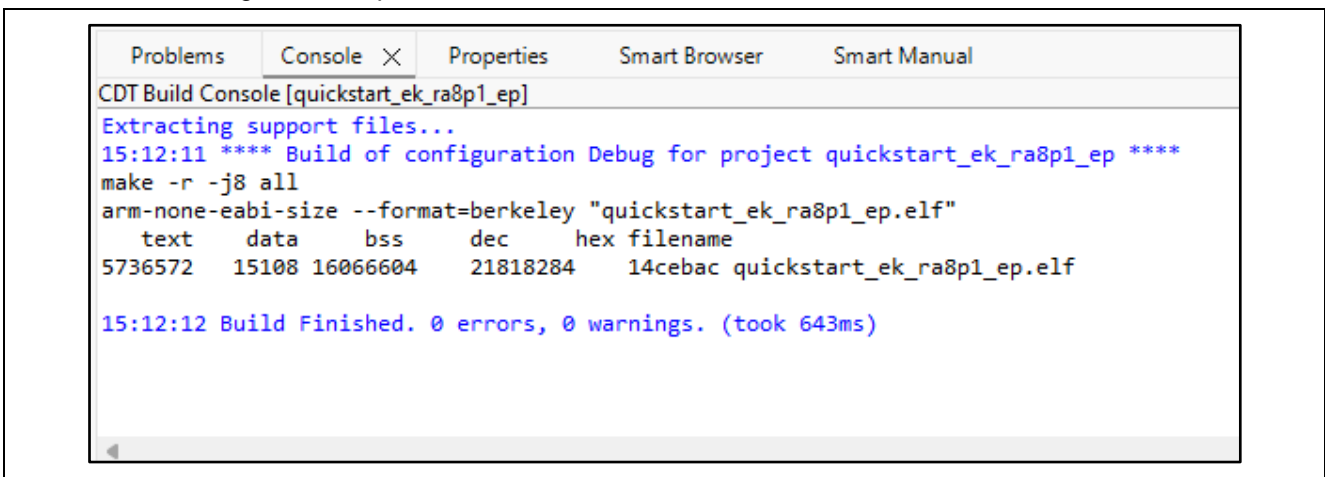 Problems Console Properties Smart Browser Smart Manual
CDT Build Console [quickstart_ek_ra8p1_ep]
Extracting support files...
15:12:11 **** Build of configuration Debug for project quickstart_ek_ra8p1_ep ****
make -r -j8 all
arm-none-eabi-size --format=berkeley "quickstart_ek_ra8p1_ep.elf"
text data bss dec hex filename
5736572 15108 16066604 21818284 14cebac quickstart_ek_ra8p1_ep.elf
15:12:12 Build Finished. 0 errors, 0 warnings. (took 643ms)